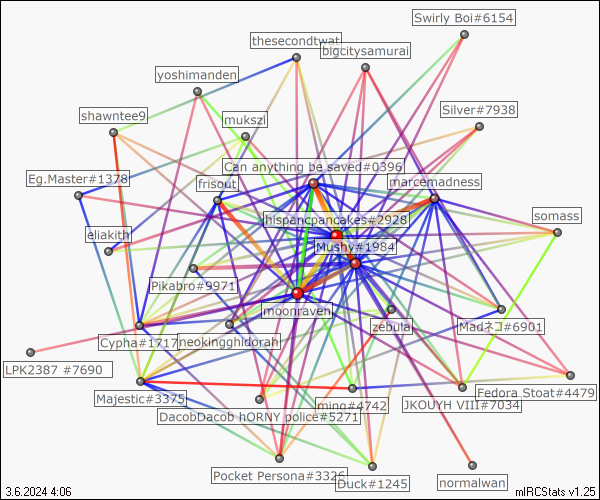 Swirly Boi#6154
thesecondtwat
bigcitysamurai
yoshimanden
Silver#7938
shawntee9
mukszi
Can anything be saved#0396
Eg.Master#1378
frisout
marcemadness
hispancpancakes#2928
somass
eliakith
Mushy#1984
Pikabro#9971
moonraven
zebula
Madネコ#6901
Cypha#1717
neokingghidorah
LPK2387 #7690
Majestic#3375
ming#4742
JKOUYH VIII#7034
Fedora Stoat#4479
DacobDacob hORNY police#5271
Pocket Persona#3326
Duck#1245
normalwan
3.6.2024 4:06
mIRCStats v1.25